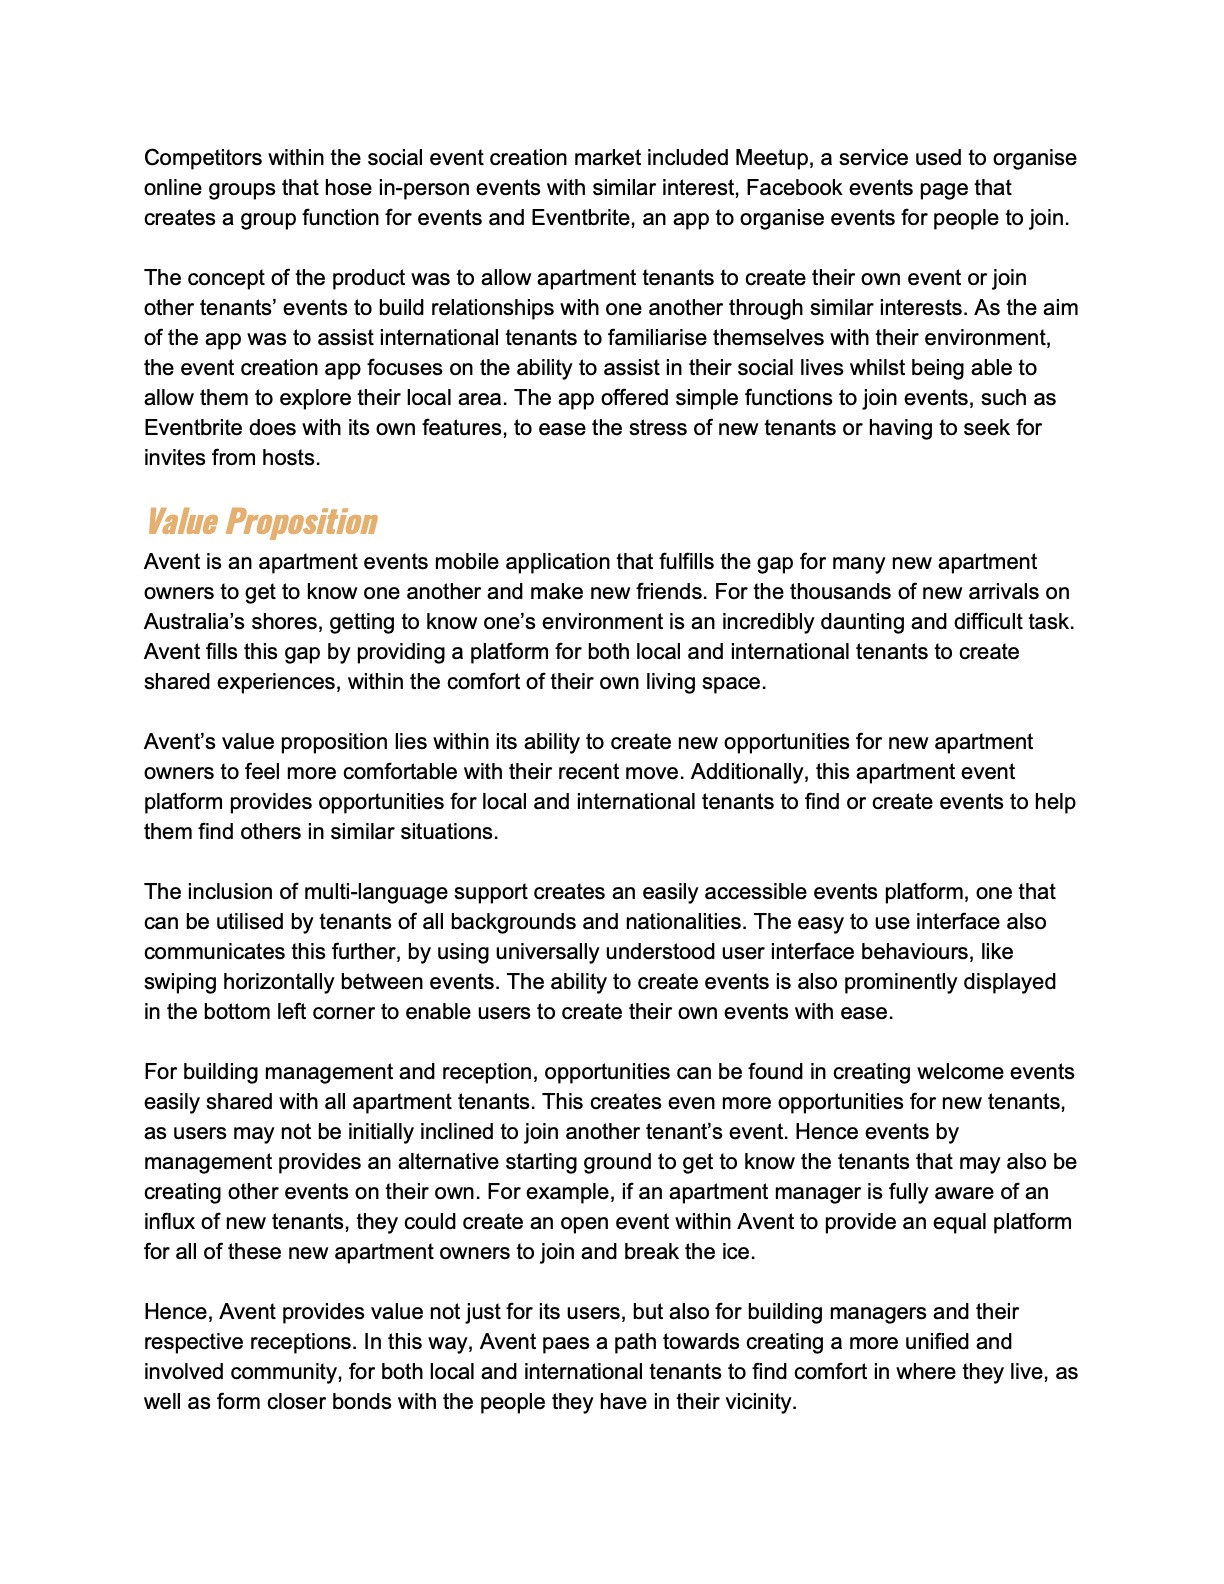 Competitors within the social event creation market included Meetup, a service used to organise
online groups that hose in-person events with similar interest, Facebook events page that
creates a group function for events and Eventbrite, an app to organise events for people to join.
The concept of the product was to allow apartment tenants to create their own event or join
other tenants’ events to build relationships with one another through similar interests. As the aim
of the app was to assist international tenants to familiarise themselves with their environment,
the event creation app focuses on the ability to assist in their social lives whilst being able to
allow them to explore their local area. The app offered simple functions to join events, such as
Eventbrite does with its own features, to ease the stress of new tenants or having to seek for
invites from hosts.
Value Proposition
Avent is an apartment events mobile application that fulfills the gap for many new apartment
owners to get to know one another and make new friends. For the thousands of new arrivals on
Australia’s shores, getting to know one’s environment is an incredibly daunting and difficult task.
Avent fills this gap by providing a platform for both local and international tenants to create
shared experiences, within the comfort of their own living space.
Avent’s value proposition lies within its ability to create new opportunities for new apartment
owners to feel more comfortable with their recent move. Additionally, this apartment event
platform provides opportunities for local and international tenants to find or create events to help
them find others in similar situations.
The inclusion of multi-language support creates an easily accessible events platform, one that
can be utilised by tenants of all backgrounds and nationalities. The easy to use interface also
communicates this further, by using universally understood user interface behaviours, like
swiping horizontally between events. The ability to create events is also prominently displayed
in the bottom left corner to enable users to create their own events with ease.
For building management and reception, opportunities can be found in creating welcome events
easily shared with all apartment tenants. This creates even more opportunities for new tenants,
as users may not be initially inclined to join another tenant’s event. Hence events by
management provides an alternative starting ground to get to know the tenants that may also be
creating other events on their own. For example, if an apartment manager is fully aware of an
influx of new tenants, they could create an open event within Avent to provide an equal platform
for all of these new apartment owners to join and break the ice.
Hence, Avent provides value not just for its users, but also for building managers and their
respective receptions. In this way, Avent paes a path towards creating a more unified and
involved community, for both local and international tenants to find comfort in where they live, as
well as form closer bonds with the people they have in their vicinity.